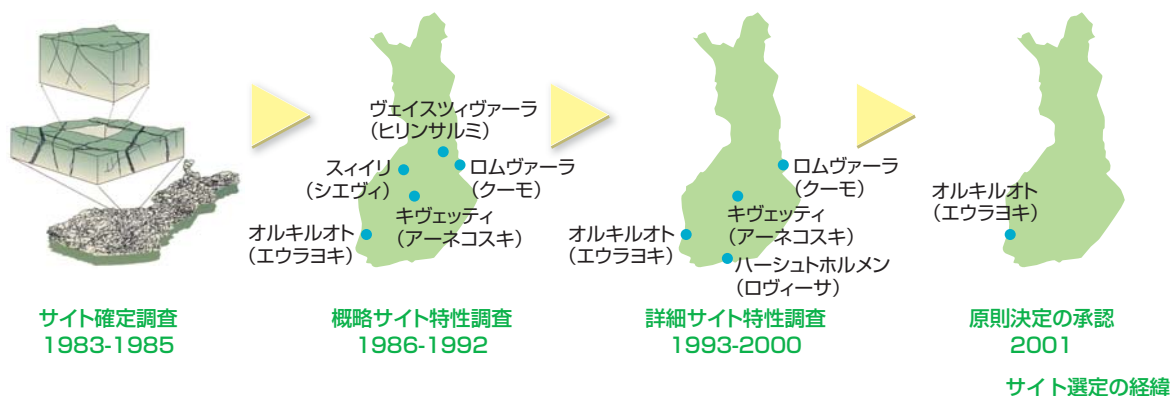 ヴェイスツィヴァーラ
(ヒリンサルミ)
スィイリ
(シエヴィ)
ロムヴァーラ
(クーモ)
キヴェッティ
(アーネコスキ)
オルキルオト
(エウラヨキ)
ロムヴァーラ
(クーモ)
キヴェッティ
(アーネコスキ)
オルキルオト
(エウラヨキ)
ハーシュトホルメン
(ロヴィーサ)
オルキルオト
(エウラヨキ)
サイト確定調査
1983-1985
概略サイト特性調査
1986-1992
詳細サイト特性調査
1993-2000
原則決定の承認
2001
サイト選定の経緯